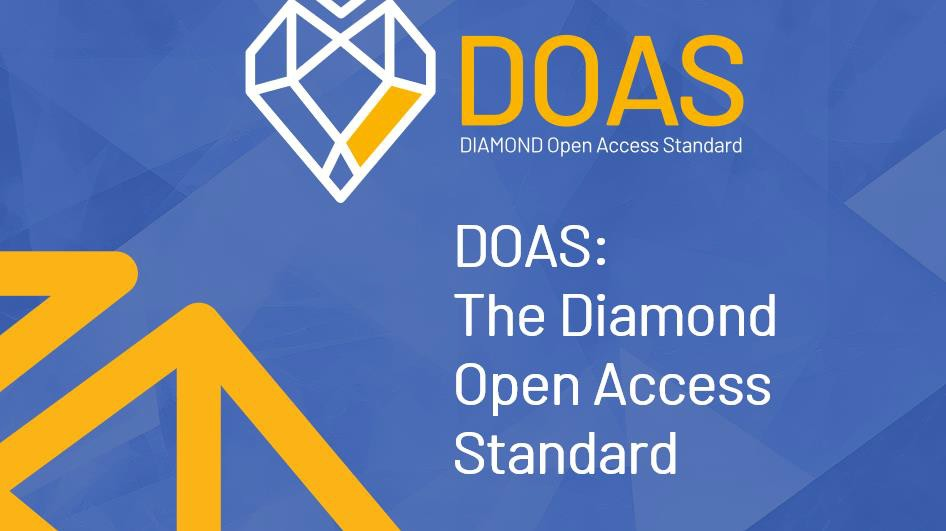 DOAS
DIAMOND Open Access Standard
DOAS:
The Diamond
Open Access
Standard